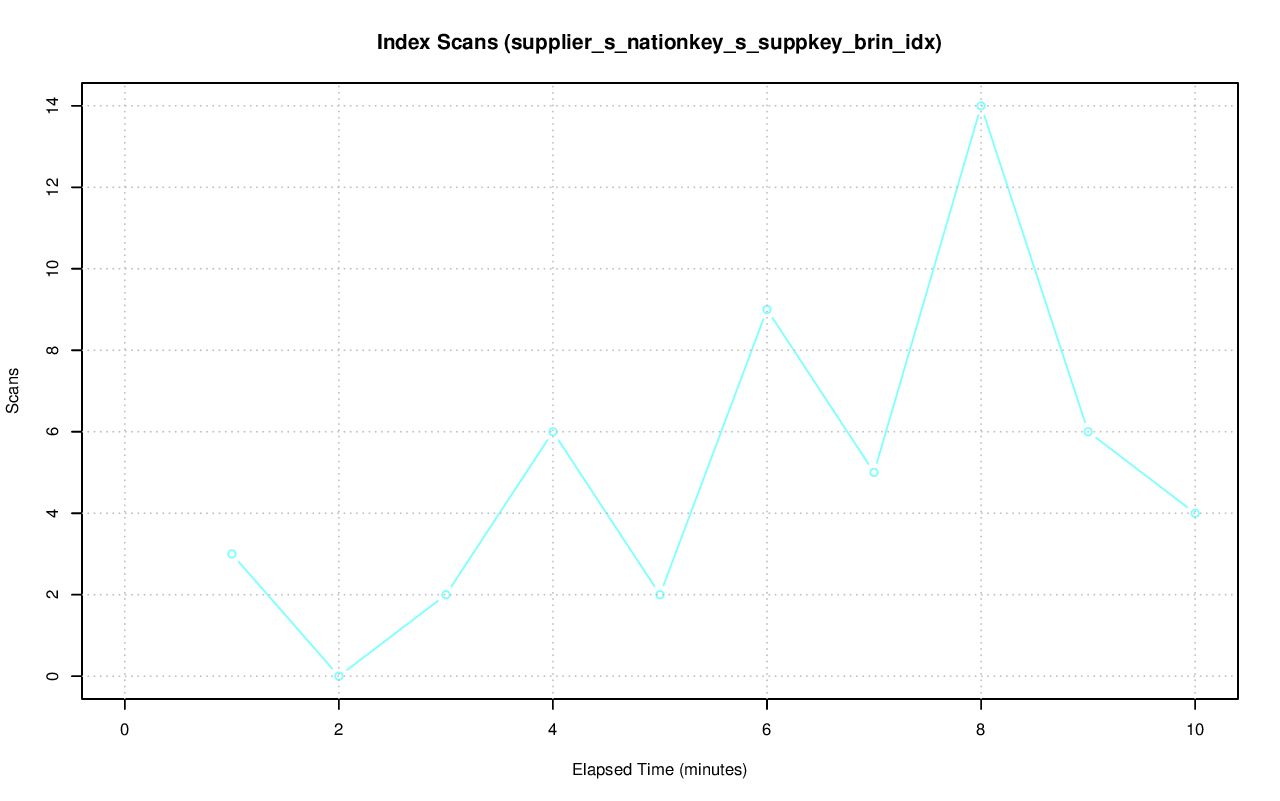 Index Scans (supplier_s_nationkey_s_suppkey_brin_idx)
14
12
10
8
6
4
2
0
Scans
0 2 4 6 8 10
Elapsed Time (minutes)